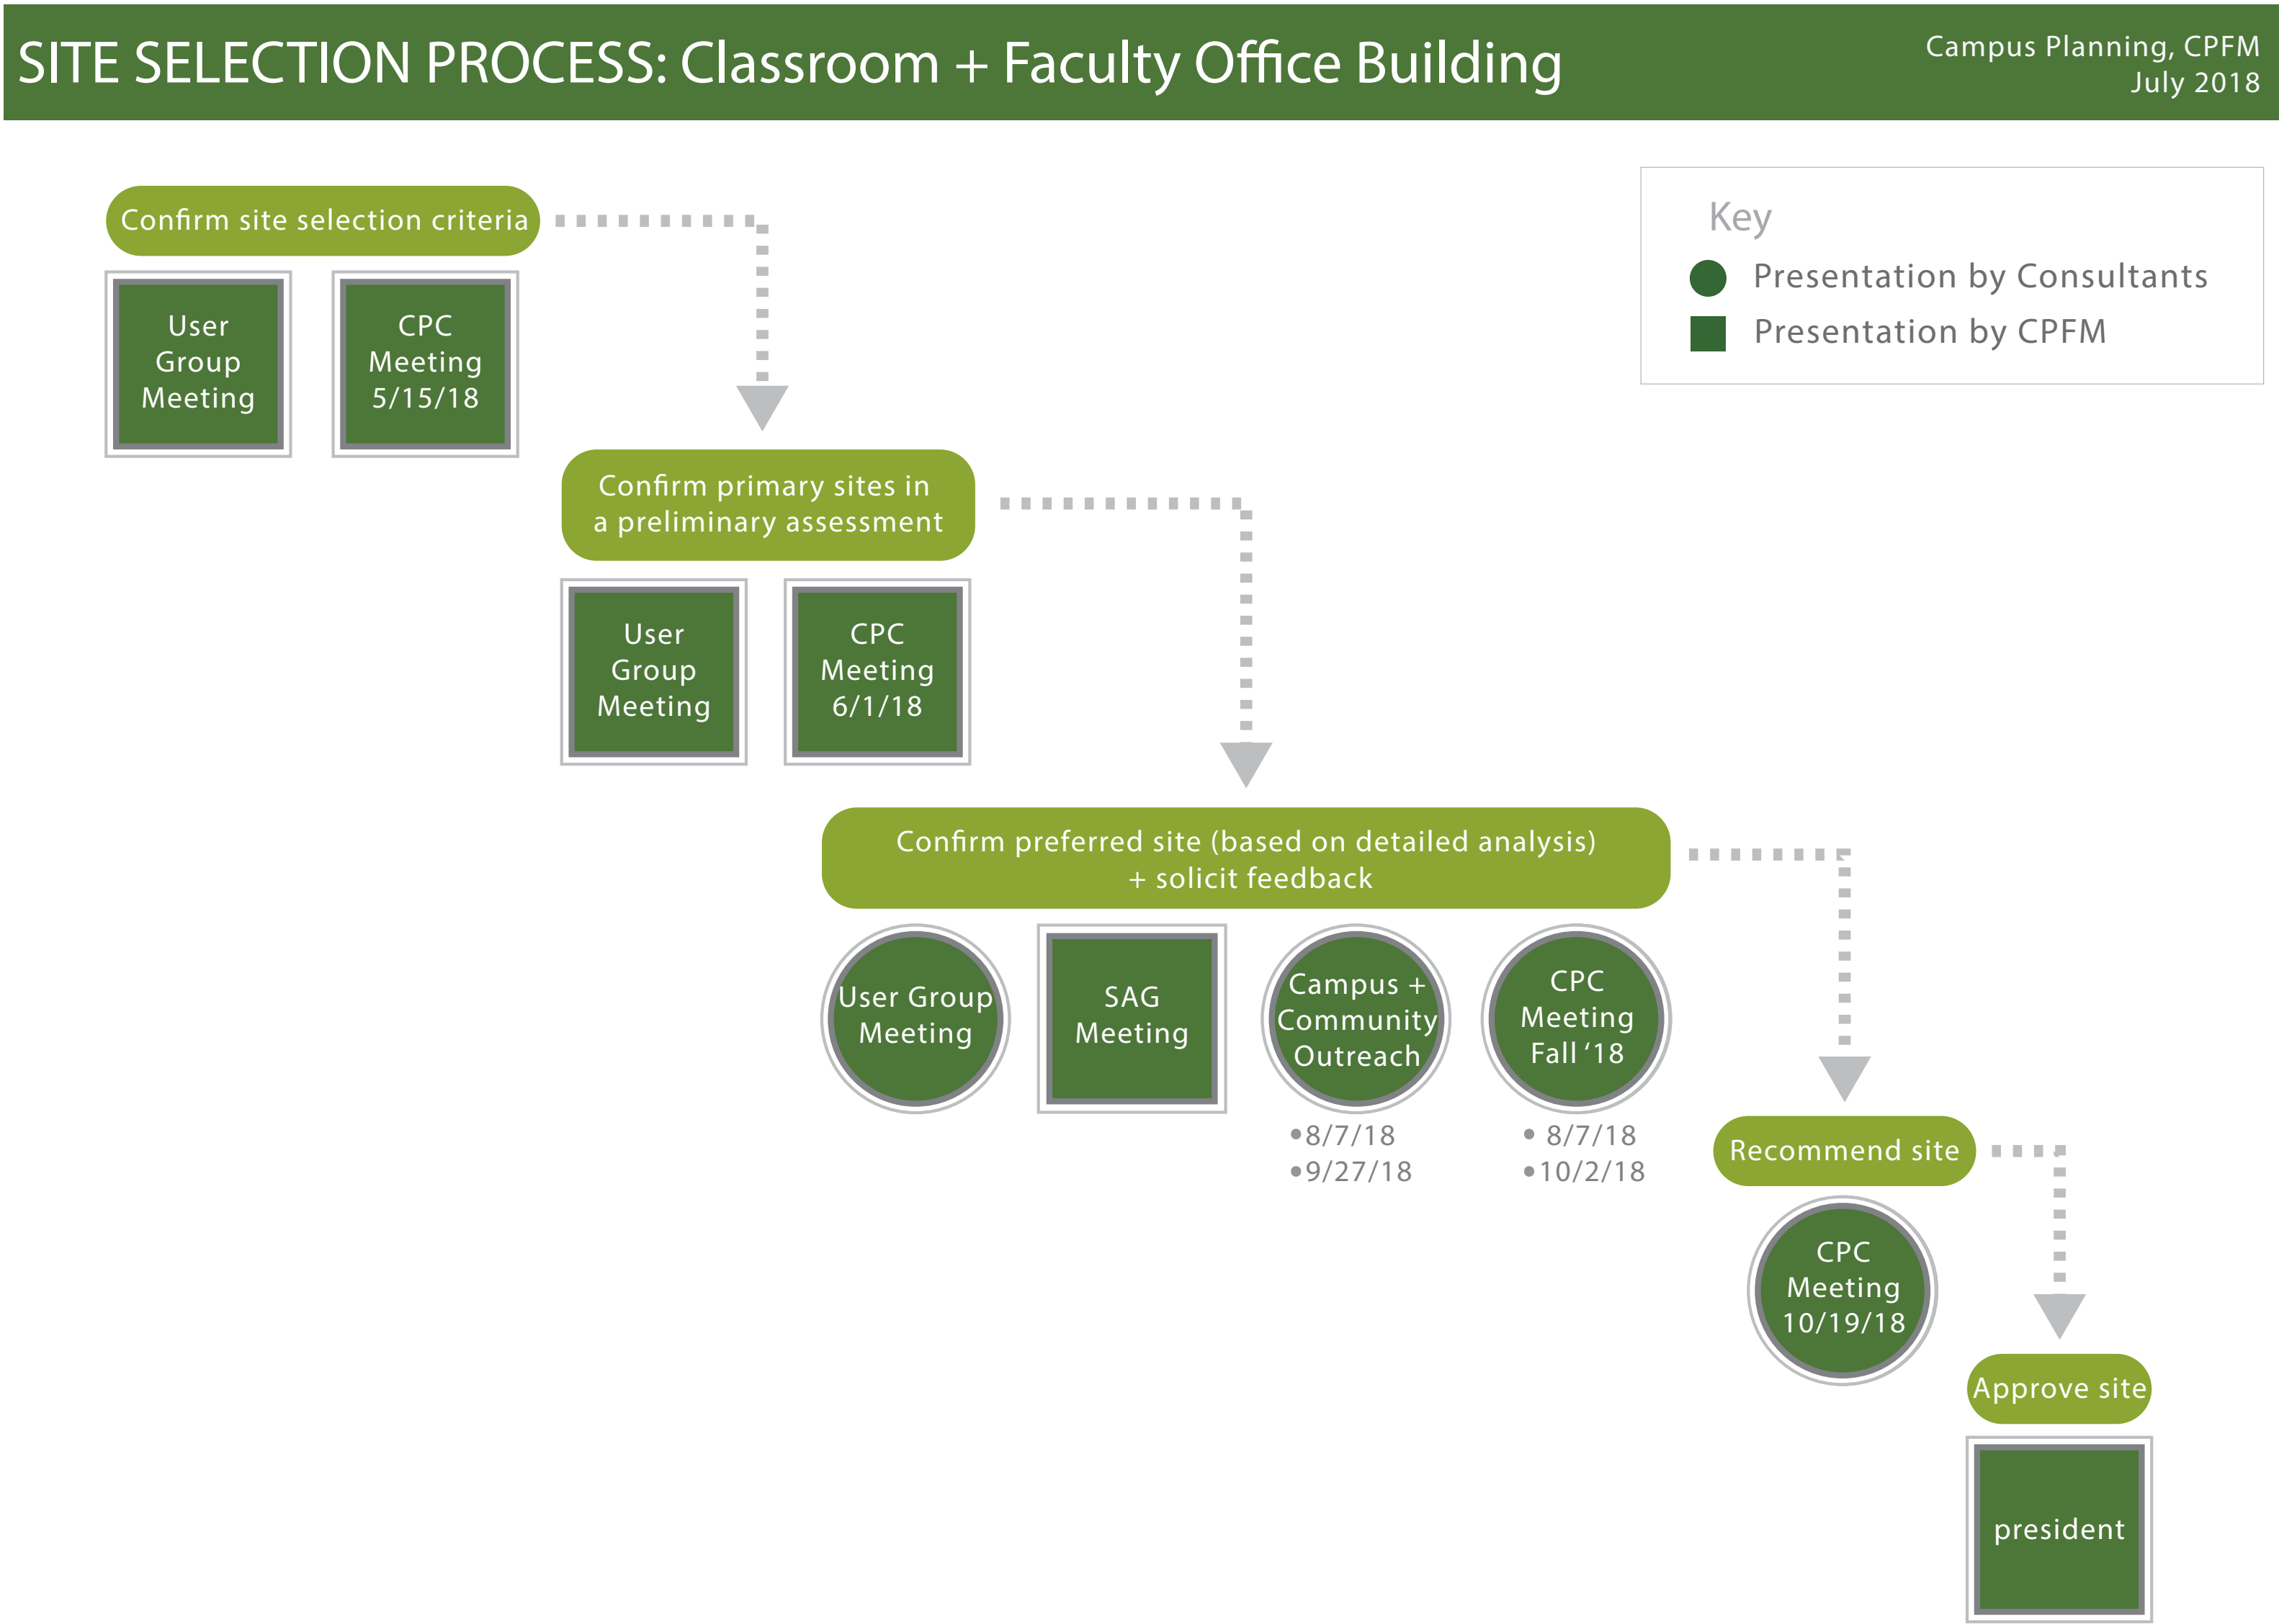 SITE SELECTION PROCESS: Classroom + Faculty Office Building
Campus Planning, CPFM
July 2018
Key
Presentation by Consultants
Presentation by CPFM
Confirm site selection criteria
User
Group
Meeting
CPC
Meeting
5/15/18
Confirm primary sites in
a preliminary assessment
User
Group
Meeting
CPC
Meeting
6/1/18
Confirm preferred site (based on detailed analysis)
+ solicit feedback
User Group
Meeting
SAG
Meeting
Campus +
Community
Outreach
•8/7/18
•9/27/18
CPC
Meeting
Fall ‘18
• 8/7/18
•10/2/18
Recommend site
CPC
Meeting
10/19/18
Approve site
president